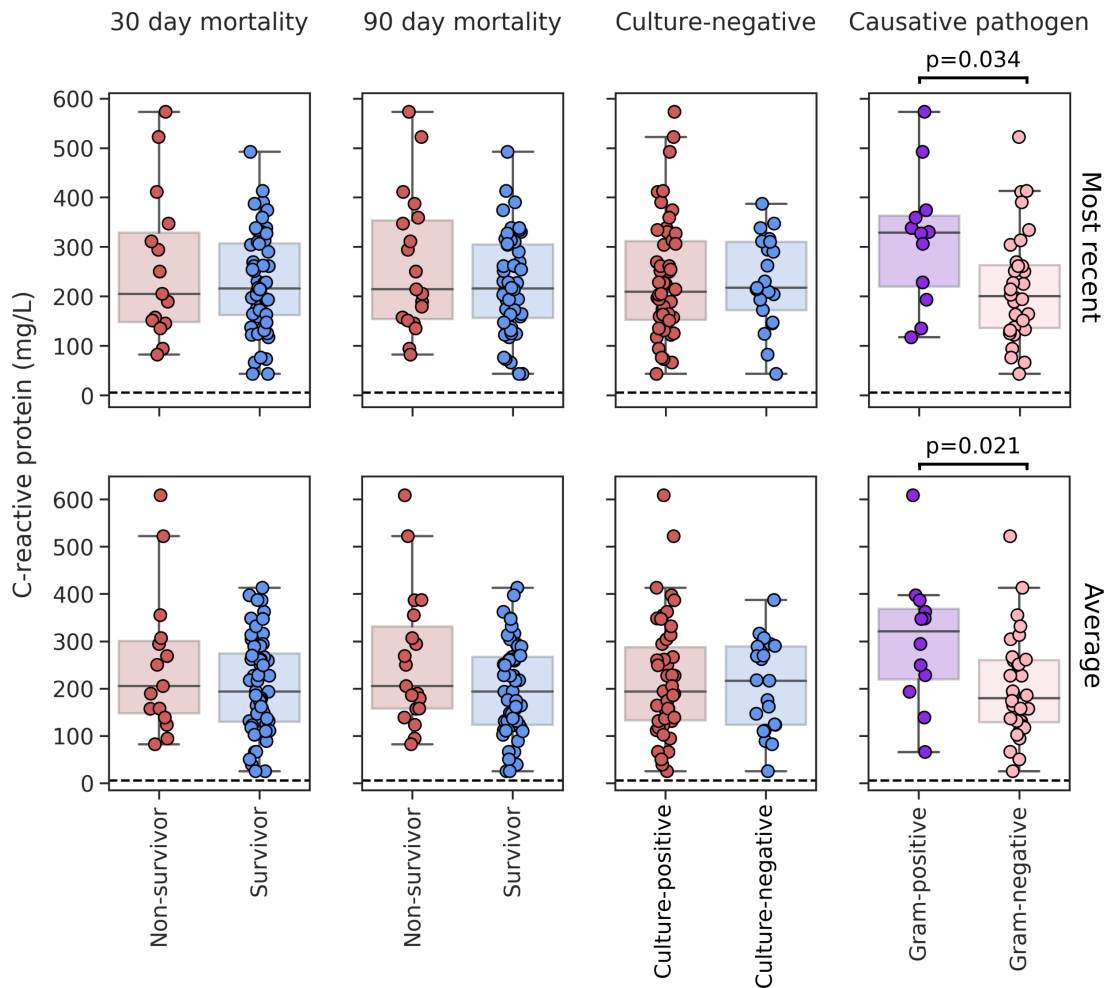 30 day mortality
90 day mortality
Culture-negative
Causative pathogen
p=0.034
600
500
400
300
200
100
0
Most recent
C-reactive protein (mg/L)
p=0.021
600
500
400
300
200
100
0
Average
Non-survivor
Survivor
Non-survivor
Survivor
Culture-positive
Culture-negative
Gram-positive
Gram-negative